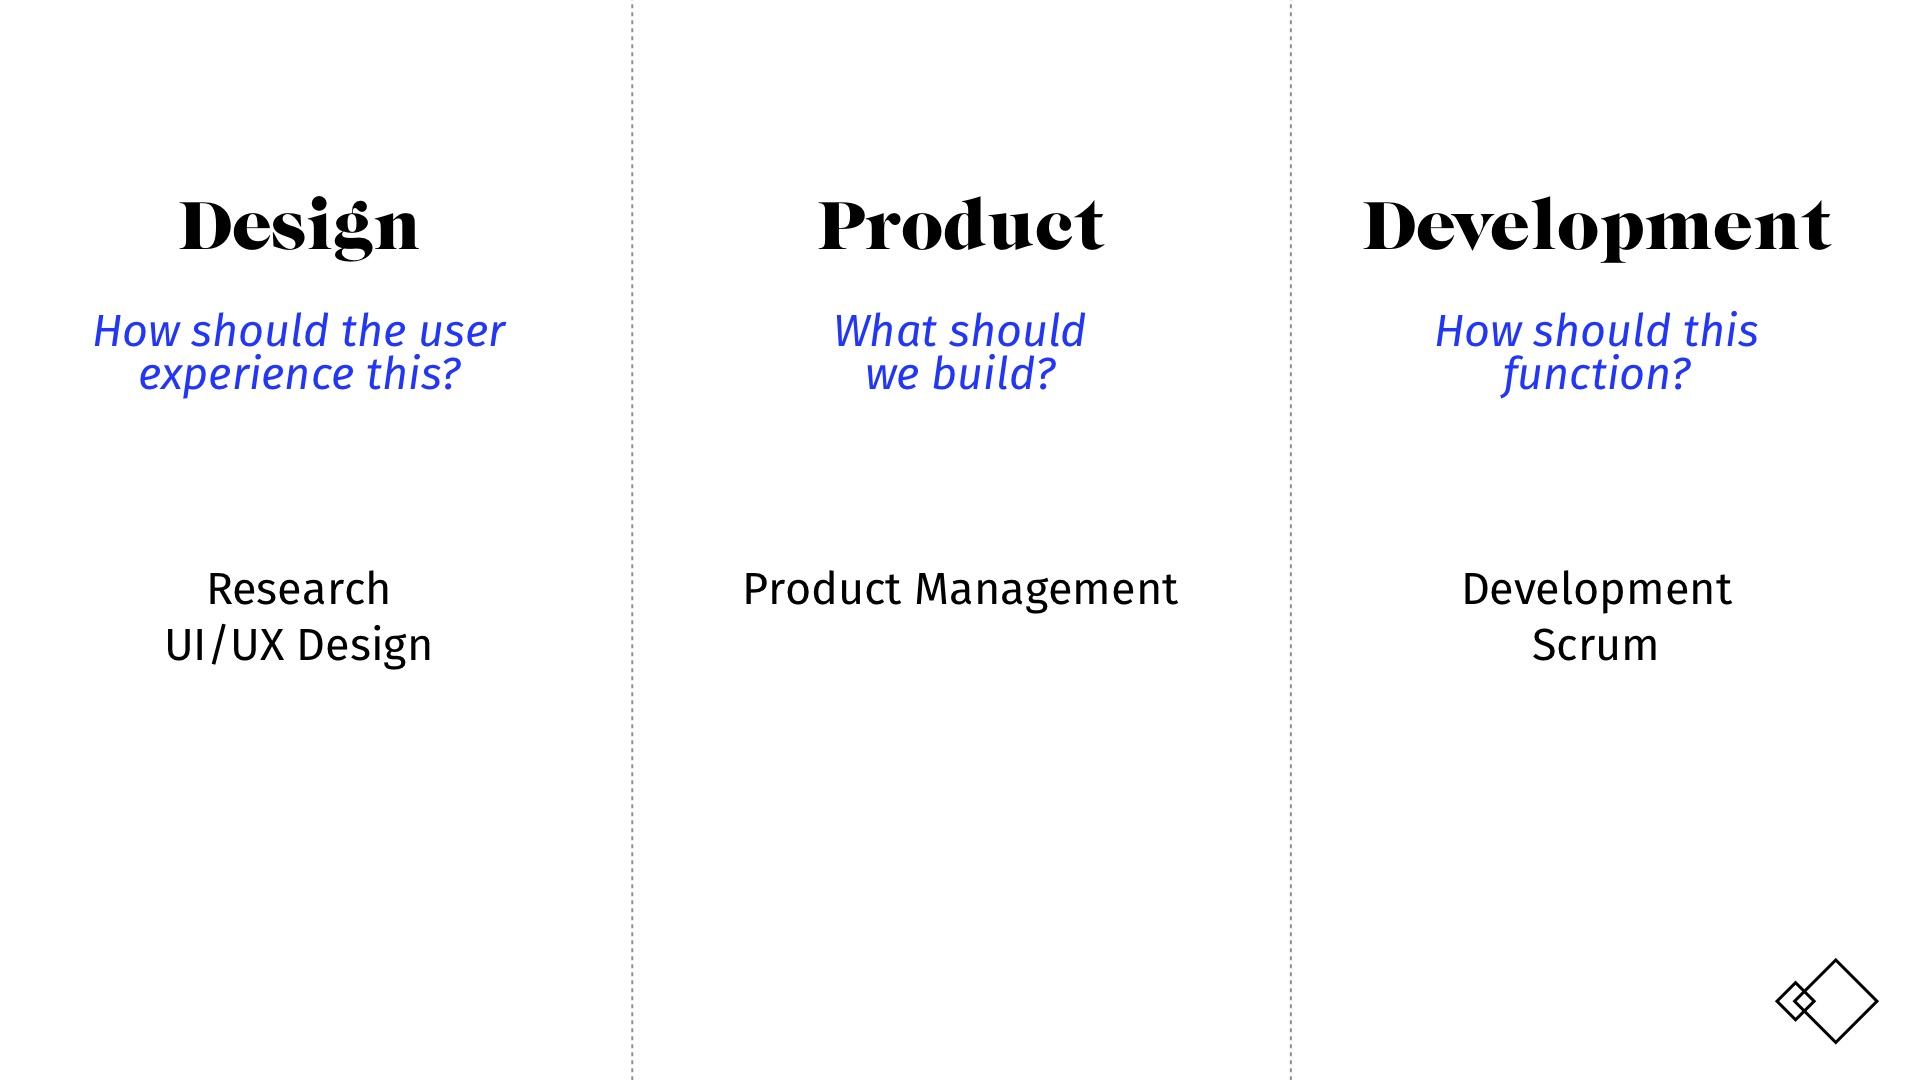 Design
How should the user
experience this?
Research
UI/UX Design
Product
What should
we build?
Product Management
Development
How should this
function?
Development
Scrum